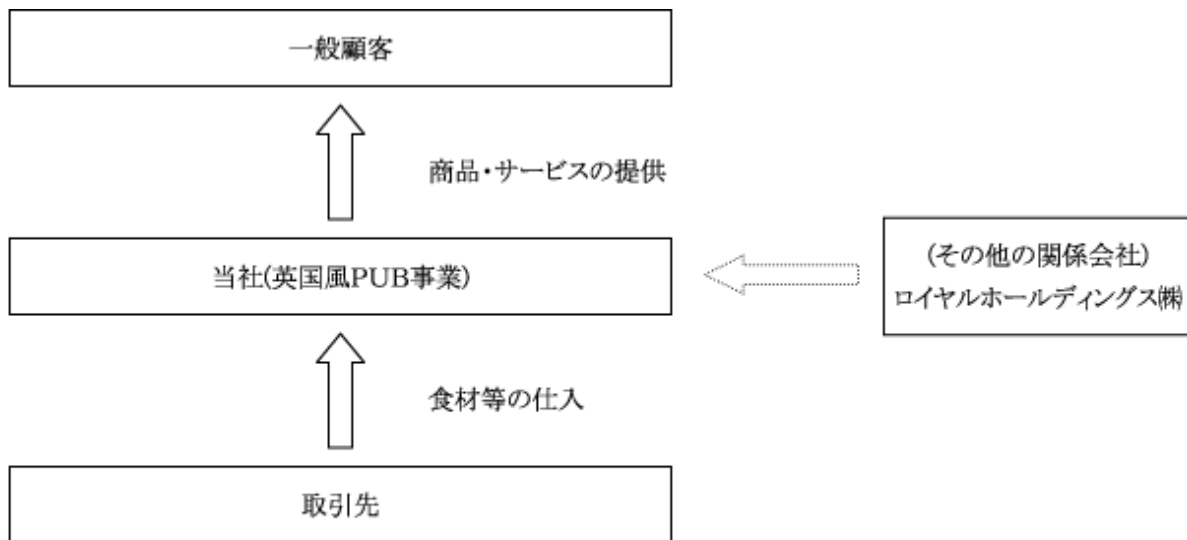 一般顧客
商品・サービスの提供
当社(英国風PUB事業)
(その他の関係会社)
ロイヤルホールディングス㈱
食材等の仕入
取引先